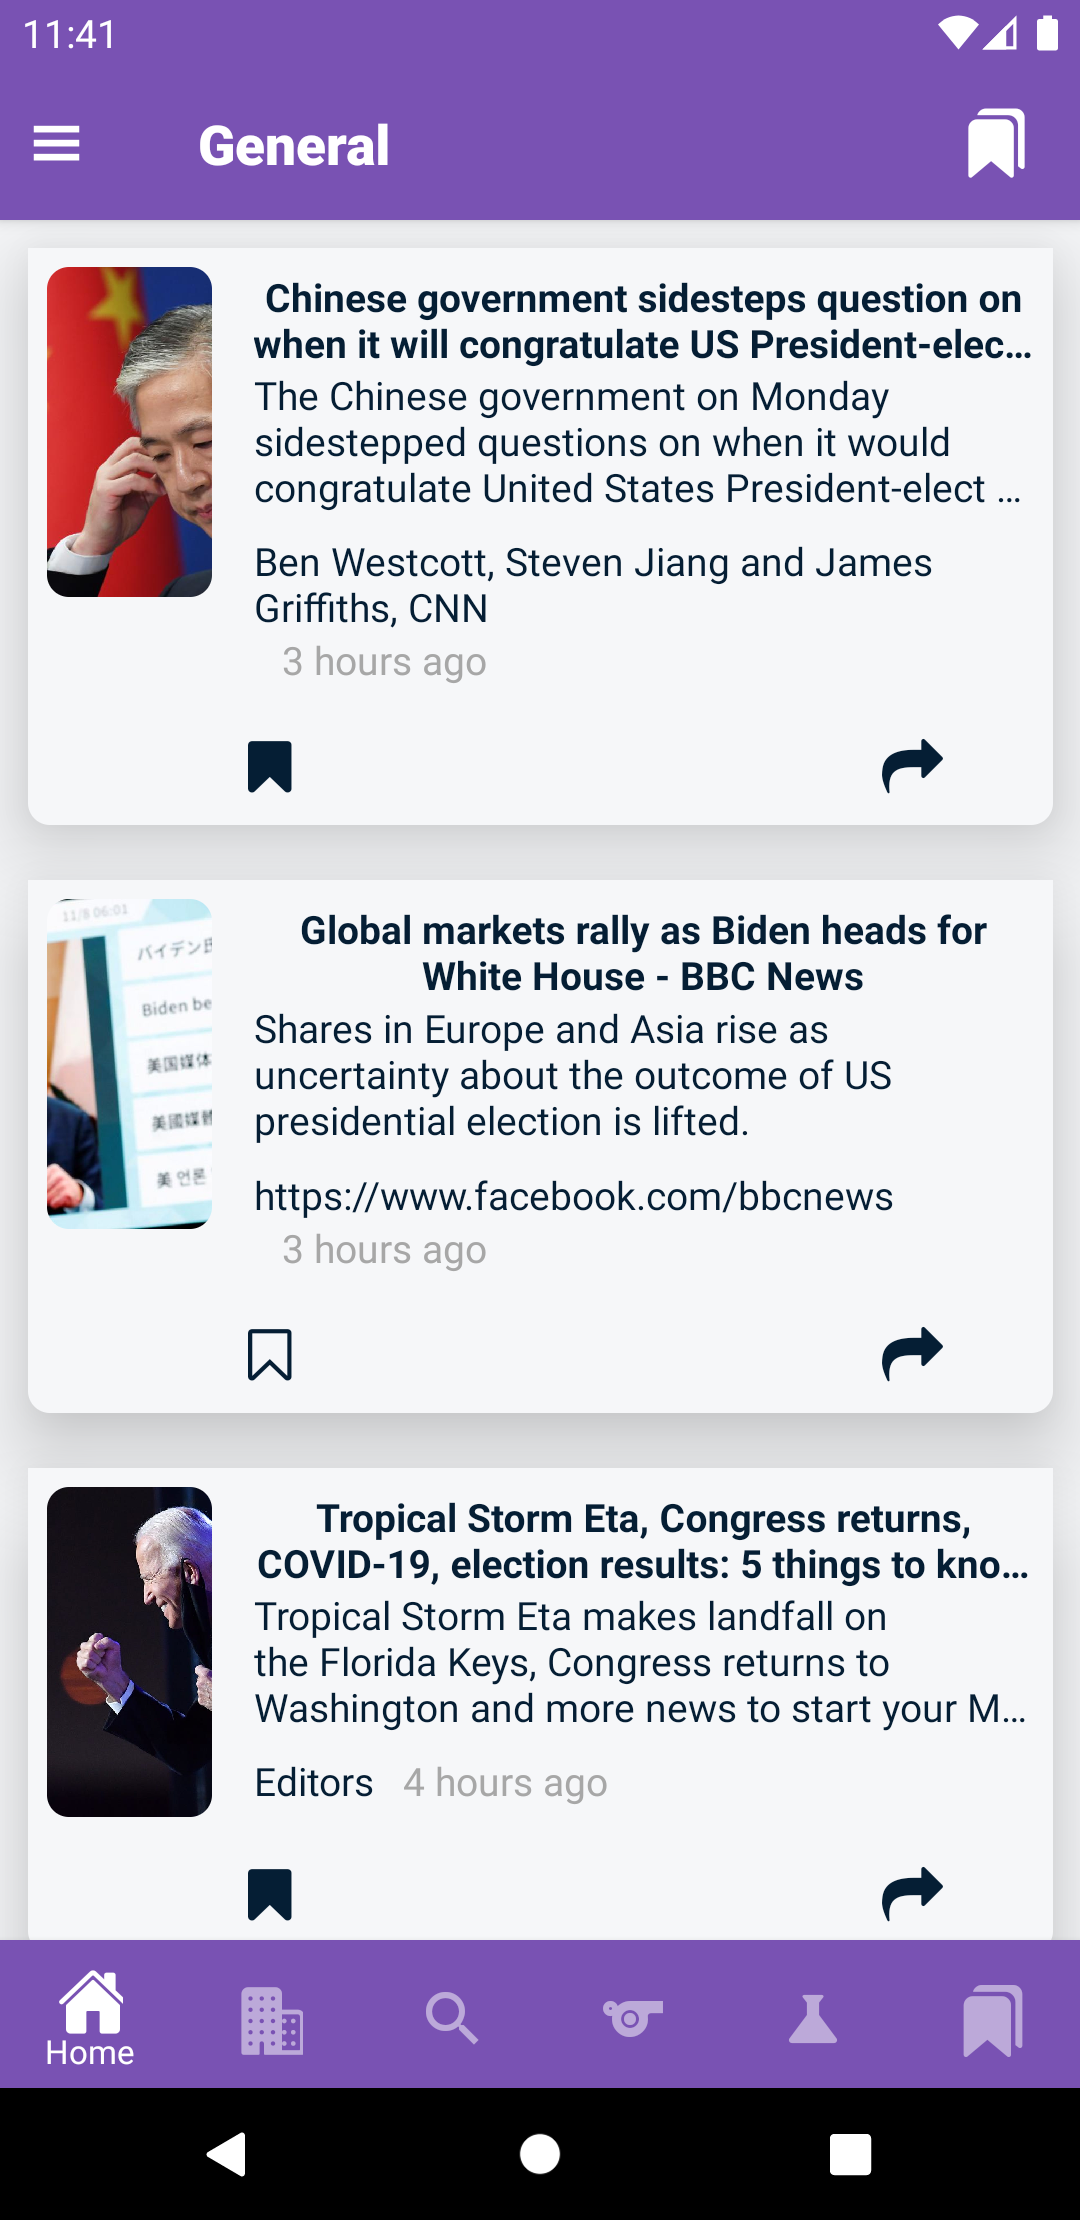 11:41
General
Chinese government sidesteps question on
when it will congratulate US President-elec...
The Chinese government on Monday
sidestepped questions on when it would
congratulate United States President-elect ...
Ben Westcott, Steven Jiang and James
Griffiths, CNN
3 hours ago
11/8 06:01
バイデン氏
Biden be
美国媒体
美國媒體
美 언론
Global markets rally as Biden heads for
White House - BBC News
Shares in Europe and Asia rise as
uncertainty about the outcome of US
presidential election is lifted.
https://www.facebook.com/bbcnews
3 hours ago
Tropical Storm Eta, Congress returns,
COVID-19, election results: 5 things to kno...
Tropical Storm Eta makes landfall on
the Florida Keys, Congress returns to
Washington and more news to start your M...
Editors 4 hours ago
Home